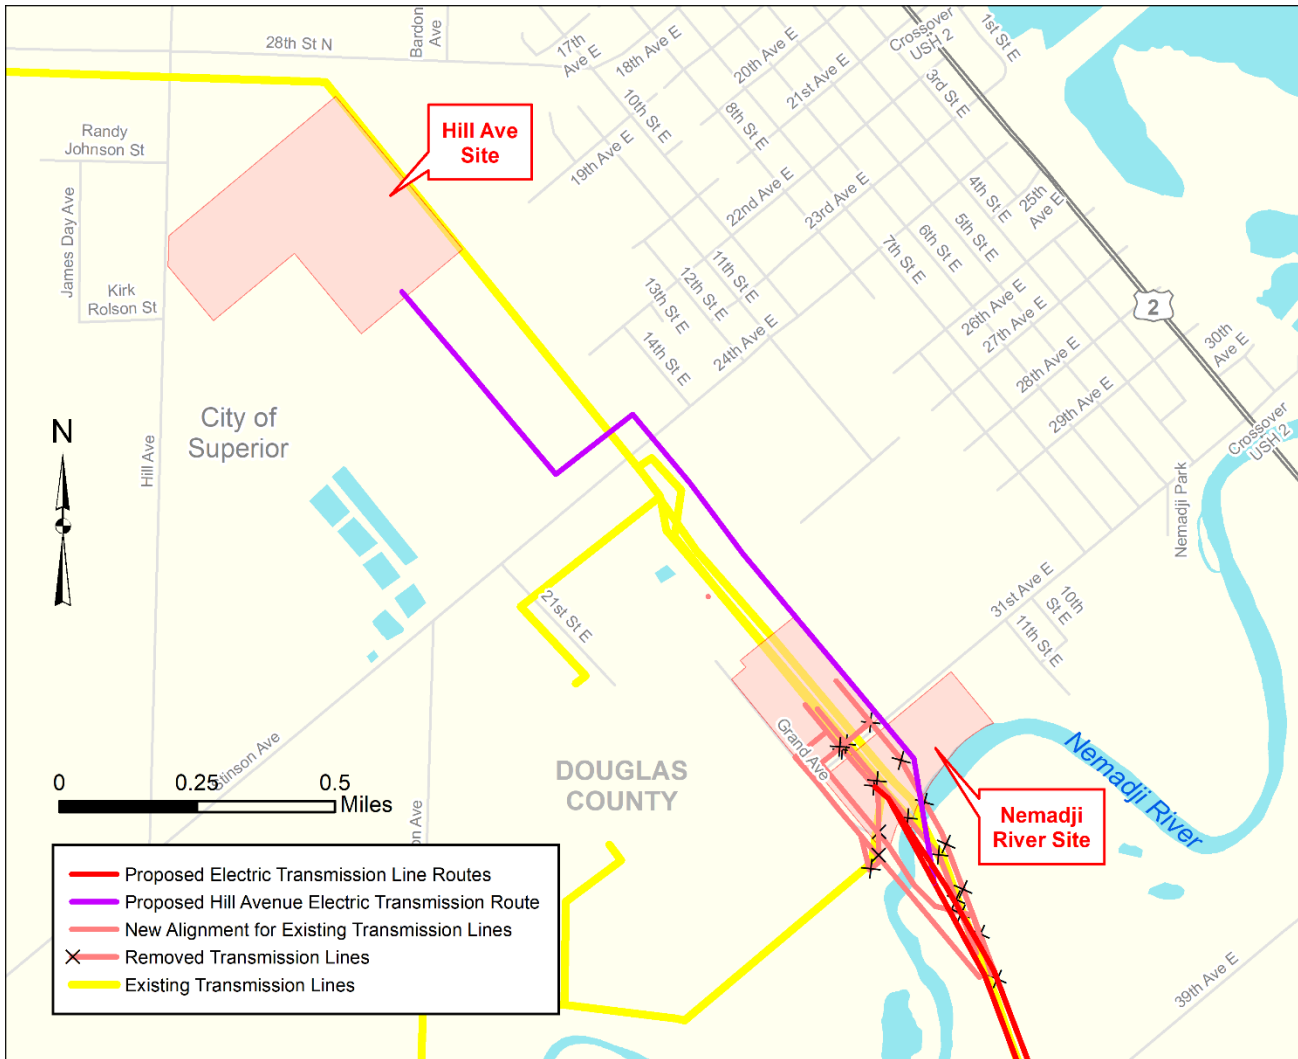 28th St N
Bardon
Ave
17th
Ave E
18th Ave E
20th Ave E
21st Ave E
Crossover
USH 2
1st St E
3rd St E
10th St E
8th St E
19th Ave E
22nd Ave E
23rd Ave E
4th St E
25th
Ave E
5th St E
6th St E
7th St E
Randy
Johnson St
James Day Ave
Kirk
Rolson St
Hill Ave
Site
11th St E
12th St E
13th St E
14th St E
24th Ave E
26th Ave E
27th Ave E
28th Ave E
29th Ave E
2
30th
Ave E
Crossover
USH 2
City of
Superior
Hill Ave
N
Nemadji Park
21st St E
31st Ave E
10th
St E
11th St E
Grand Ave
Nemadji River
DOUGLAS
COUNTY
stinson Ave
0
0.25
0.5
Miles
on Ave
Nemadji
River Site
39th Ave E
Proposed Electric Transmission Line Routes
Proposed Hill Avenue Electric Transmission Route
New Alignment for Existing Transmission Lines
Removed Transmission Lines
Existing Transmission Lines